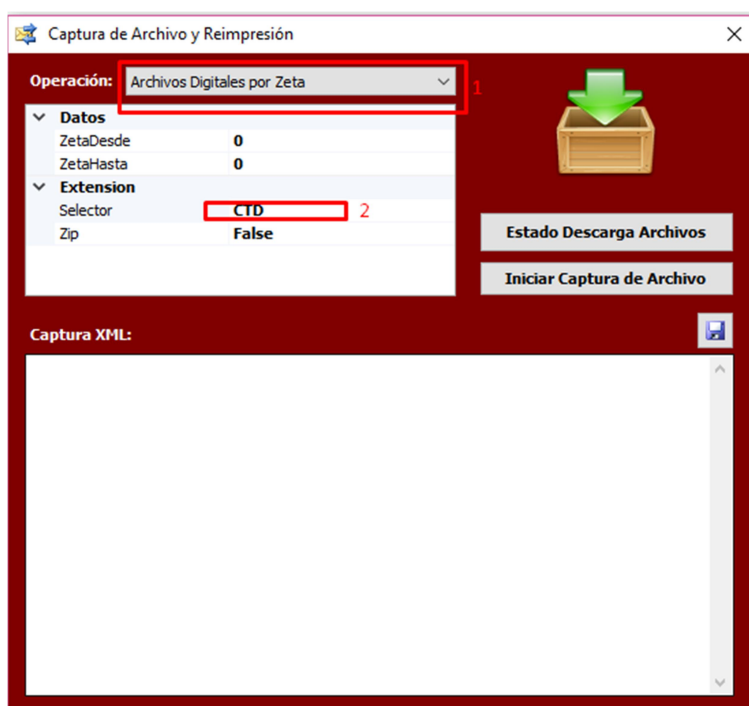 Captura de Archivo y Reimpresión
Operación: Archivos Digitales por Zeta 1
Datos
ZetaDesde 0
ZetaHasta 0
Extension
Selector CTD 2
Zip False
Estado Descarga Archivos
Iniciar Captura de Archivo
Captura XML: